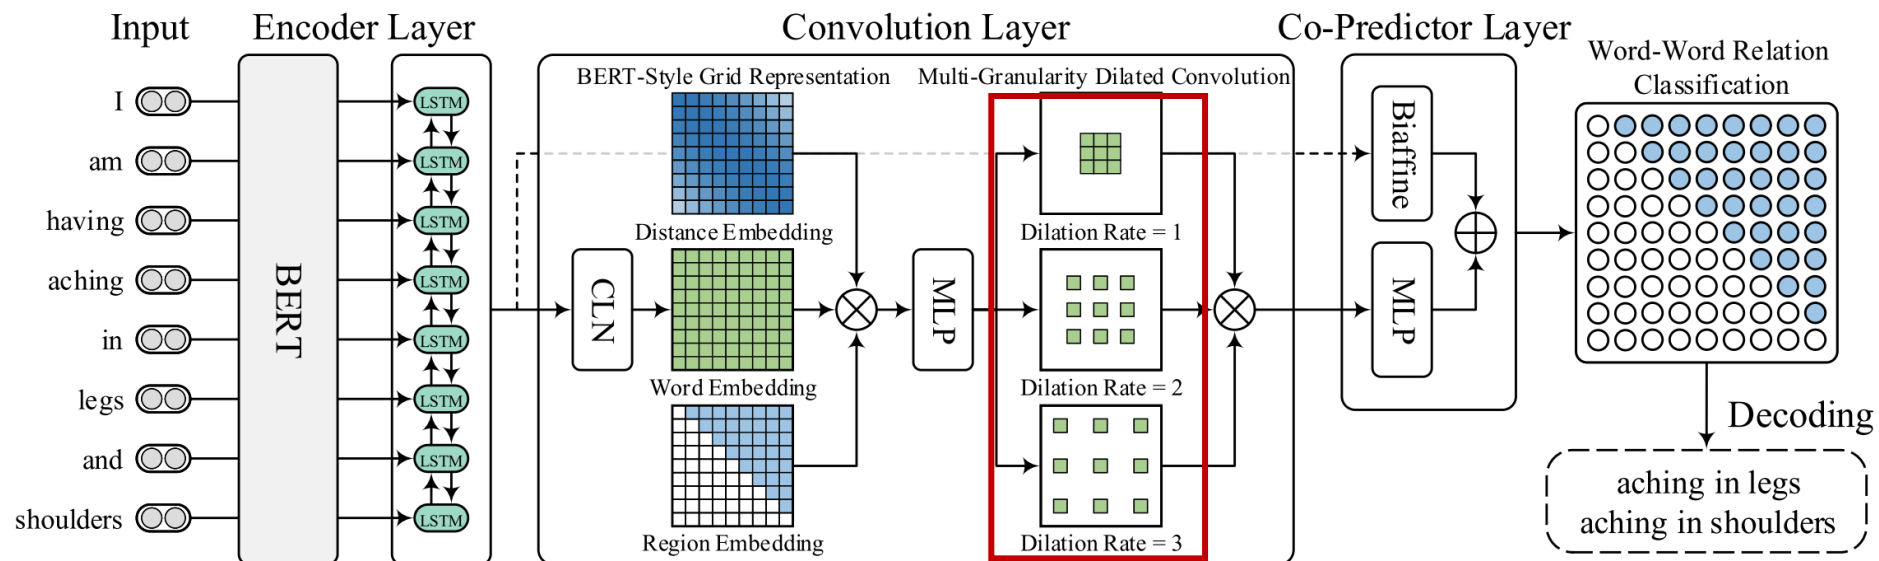 Input
Encoder Layer
Convolution Layer
Co-Predictor Layer
Word-Word Relation
Classification
BERT-Style Grid Representation
Multi-Granularity Dilated Convolution
I
am
having
aching
in
legs
and
shoulders
BERT
LSTM
LSTM
LSTM
LSTM
LSTM
LSTM
LSTM
LSTM
CLN
Distance Embedding
Word Embedding
Region Embedding
MLP
Dilation Rate = 1
Dilation Rate = 2
Dilation Rate = 3
Biaffine
MLP
Decoding
aching in legs
aching in shoulders